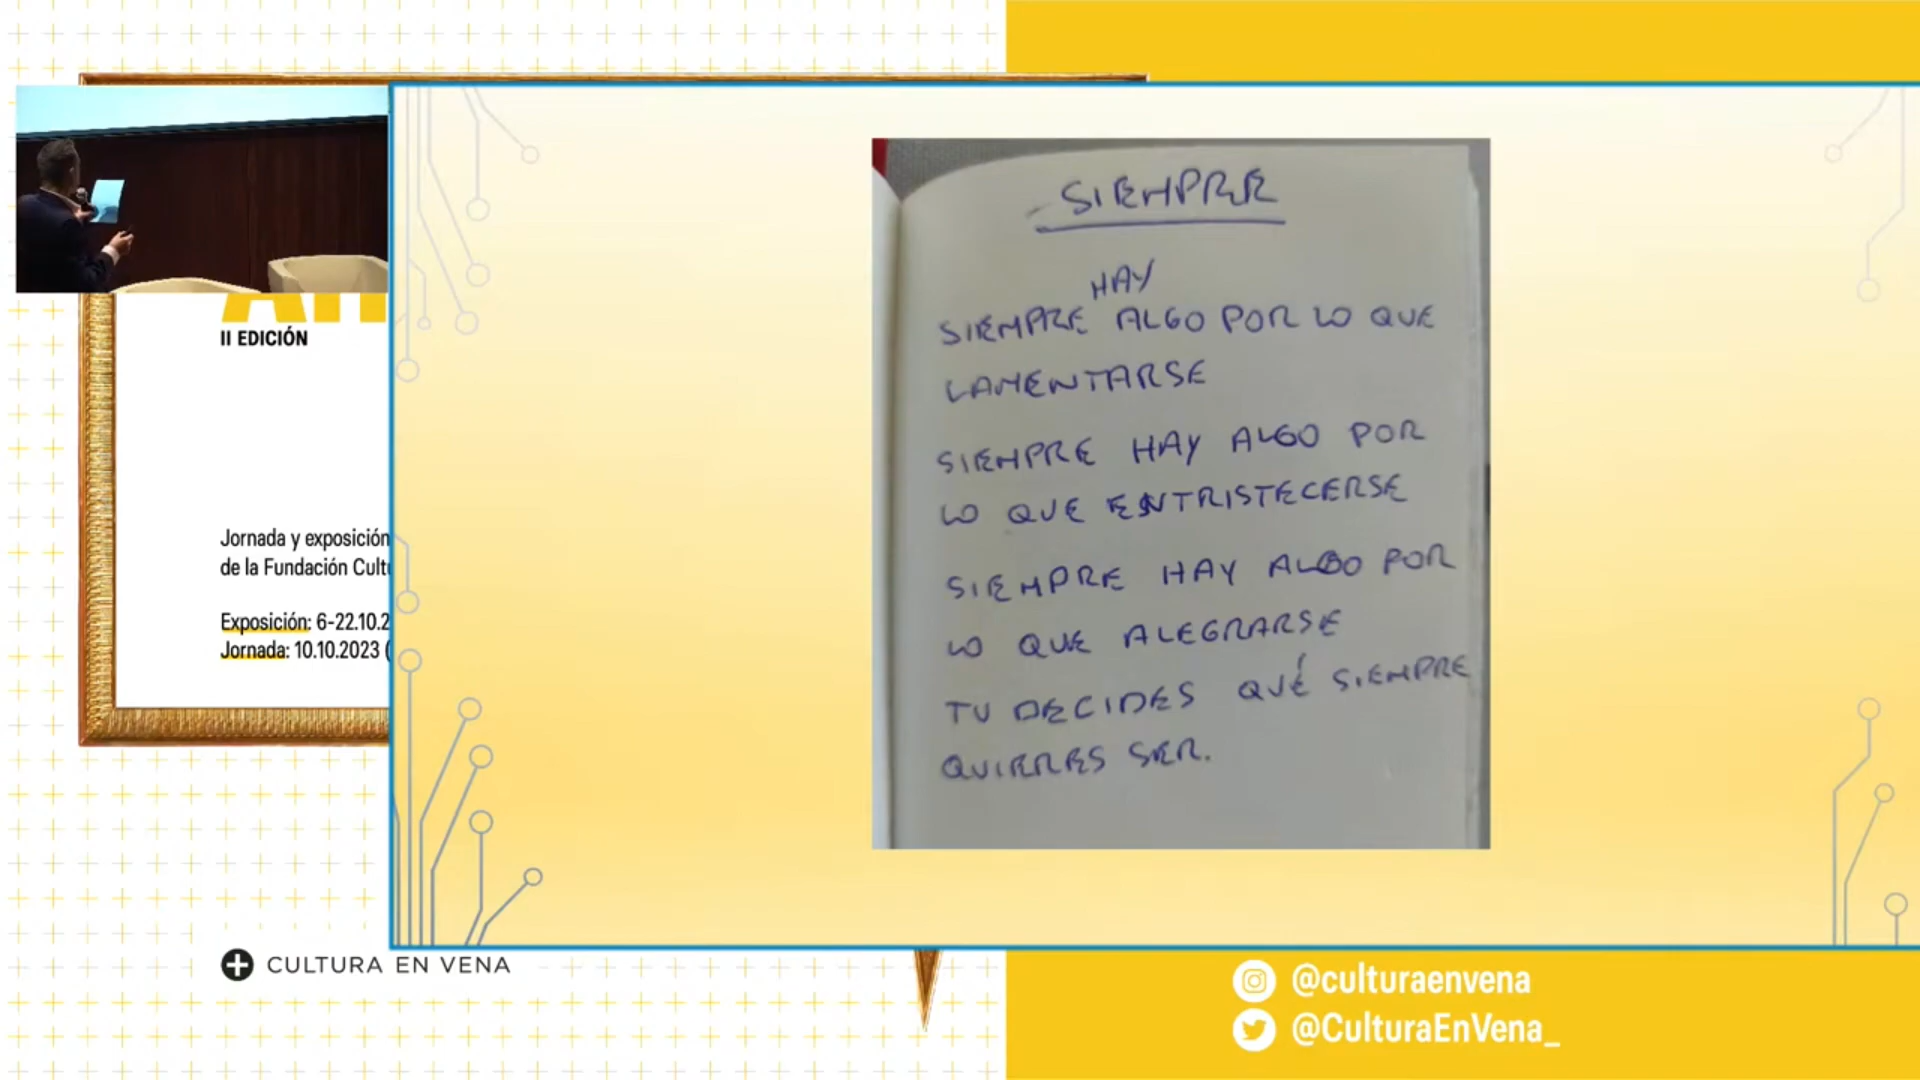 II EDICIÓN
Jornada y exposición
de la Fundación
Exposición: 6-22.10.2
Jornada: 10.10.2023 (
SIEMPRE
HAY
SIEMPRE ALGO POR LO QUE
LAMENTARSE
SIEMPRE HAY ALGO POR
LO QUE ENTRISTECERSE
SIEMPRE HAY ALGO POR
LO QUE ALEGRARSE
TU DECIDES QUÉ SIEMPRE
QUIERES SER.
+ CULTURA EN VENA
@culturaenvena
@CulturaEnVena_